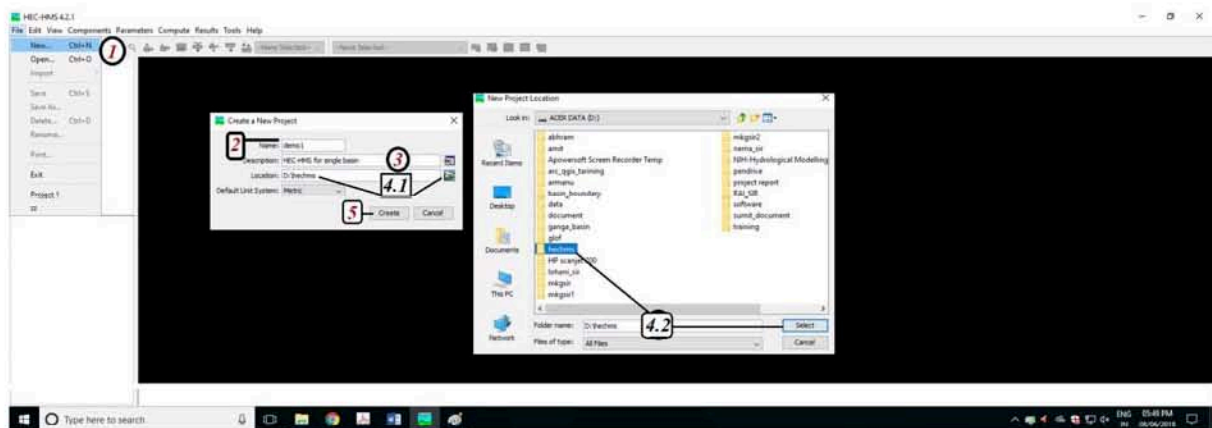 HEC-HMS 4.2.1
File Edit View Components Parameters Compute Results Tools Help
New... Ctrl+N
Open... Ctrl+O
Import
Save Ctrl+S
Save As...
Delete... Ctrl+D
Rename...
Print...
Exit
Project 1
1
Create a New Project
2
Name: demo1
Description: HEC-HMS for single basin
3
Location: D:\hechms
4.1
Default Unit System: Metric
5
Create Cancel
New Project Location
Look in: ACER DATA (D:)
Recent Items
Desktop
Documents
This PC
Network
abhram
amit
Apowersoft Screen Recorder Temp
arc_qgis_tarining
armanu
basin_boundary
data
document
ganga_basin
glof
hechms
HP scanjet
lohani_sir
mkgsir
mkgsir1
mkgsir2
nema_sir
NIH-Hydrological Modelling
pendrive
project report
RAJ_SIR
software
sumit_document
training
4.2
Folder name: D:\hechms
Select
Files of type: All Files
Cancel
Type here to search
ENG 05:49 PM
IN 08/06/2018